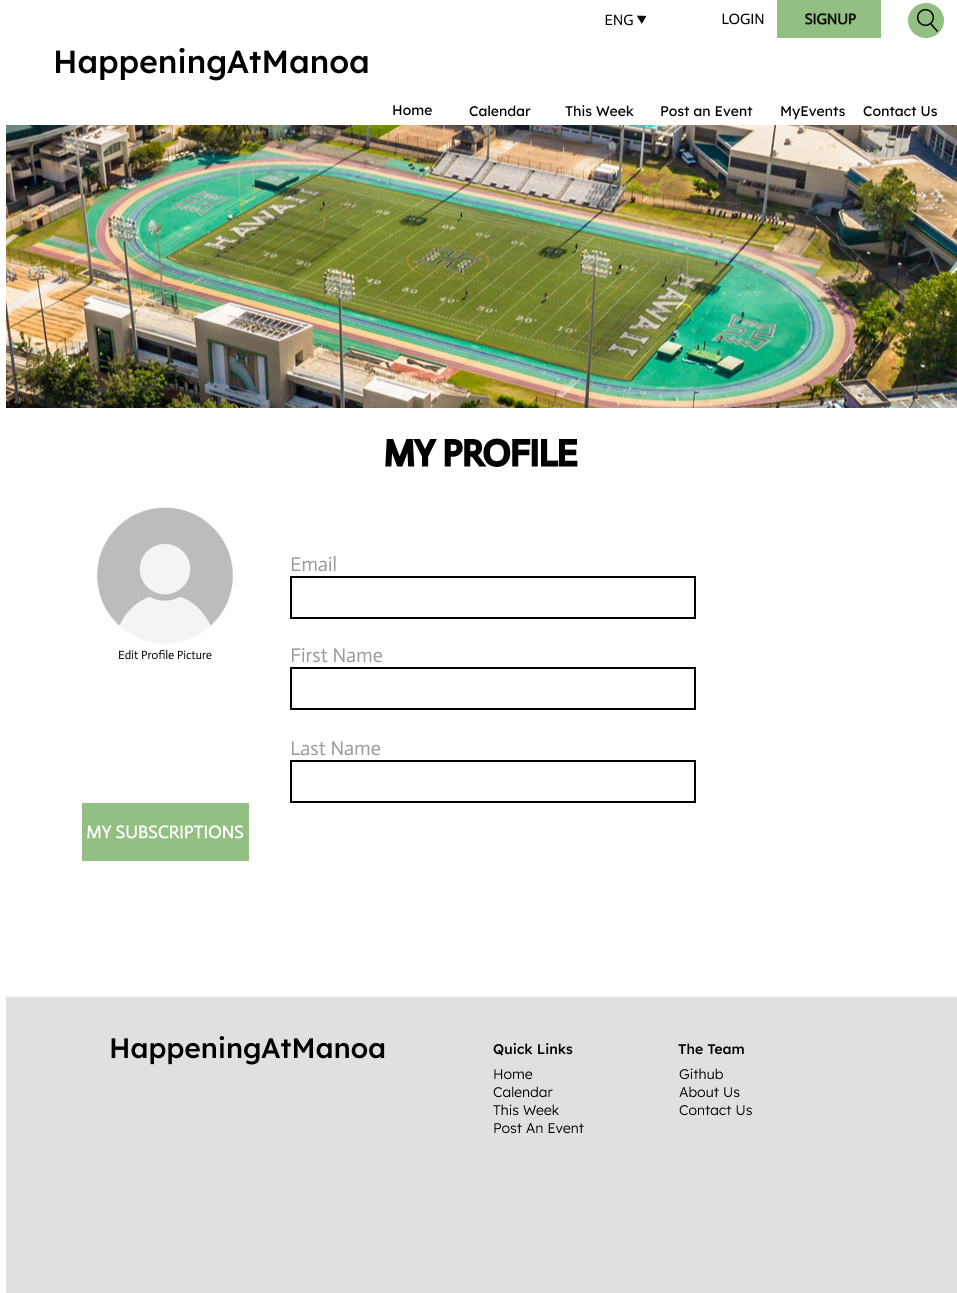 ENG ▼ LOGIN SIGNUP
HappeningAtManoa
Home Calendar This Week Post an Event MyEvents Contact Us
HAWAI
HAWAII
MY PROFILE
Email
Edit Profile Picture
First Name
Last Name
MY SUBSCRIPTIONS
HappeningAtManoa
Quick Links
Home
Calendar
This Week
Post An Event
The Team
Github
About Us
Contact Us